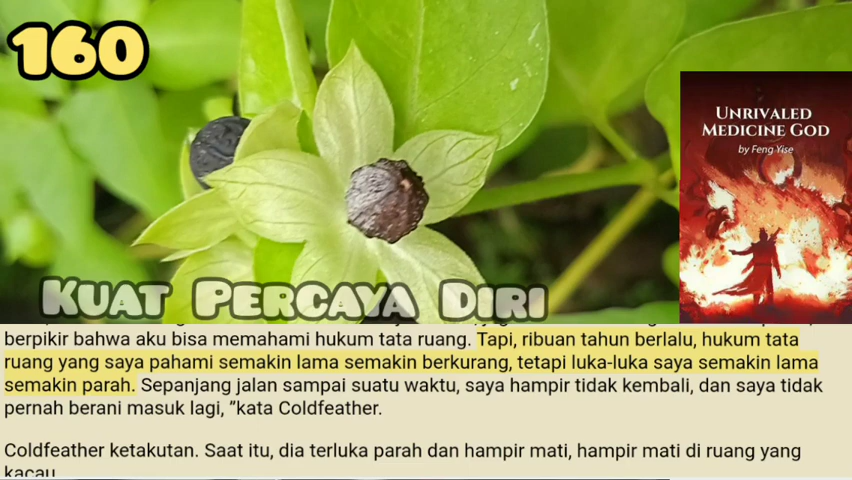 160
UNRIVALED
MEDICINE GOD
by Feng Yise
KUAT PERCAYA DIRI
berpikir bahwa aku bisa memahami hukum tata ruang. Tapi, ribuan tahun berlalu, hukum tata
ruang yang saya pahami semakin lama semakin berkurang, tetapi luka-luka saya semakin lama
semakin parah. Sepanjang jalan sampai suatu waktu, saya hampir tidak kembali, dan saya tidak
pernah berani masuk lagi, ”kata Coldfeather.
Coldfeather ketakutan. Saat itu, dia terluka parah dan hampir mati, hampir mati di ruang yang
kacau